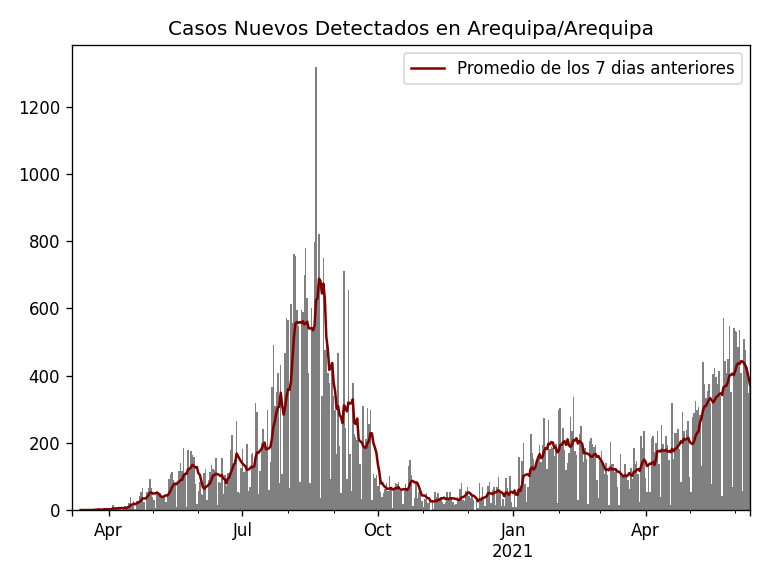 Casos Nuevos Detectados en Arequipa/Arequipa
Promedio de los 7 dias anteriores
1200
1000
800
600
400
200
0
Apr Jul Oct Jan Apr
2021